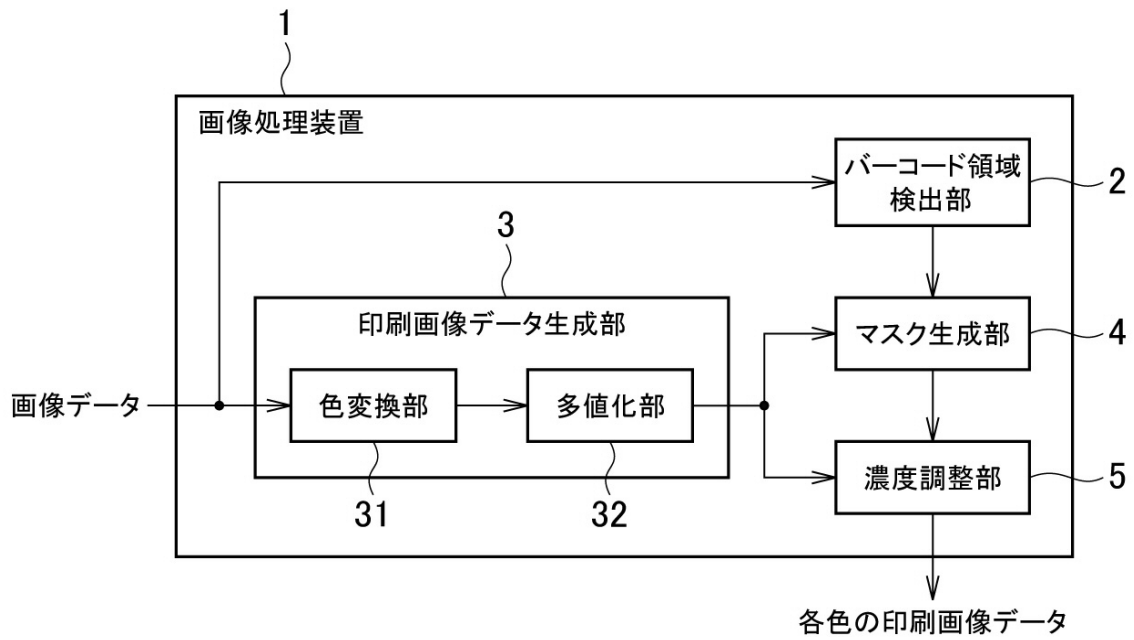 1
画像処理装置
バーコード領域
検出部
2
3
印刷画像データ生成部
マスク生成部
4
画像データ
色変換部
多値化部
31
32
濃度調整部
5
各色の印刷画像データ